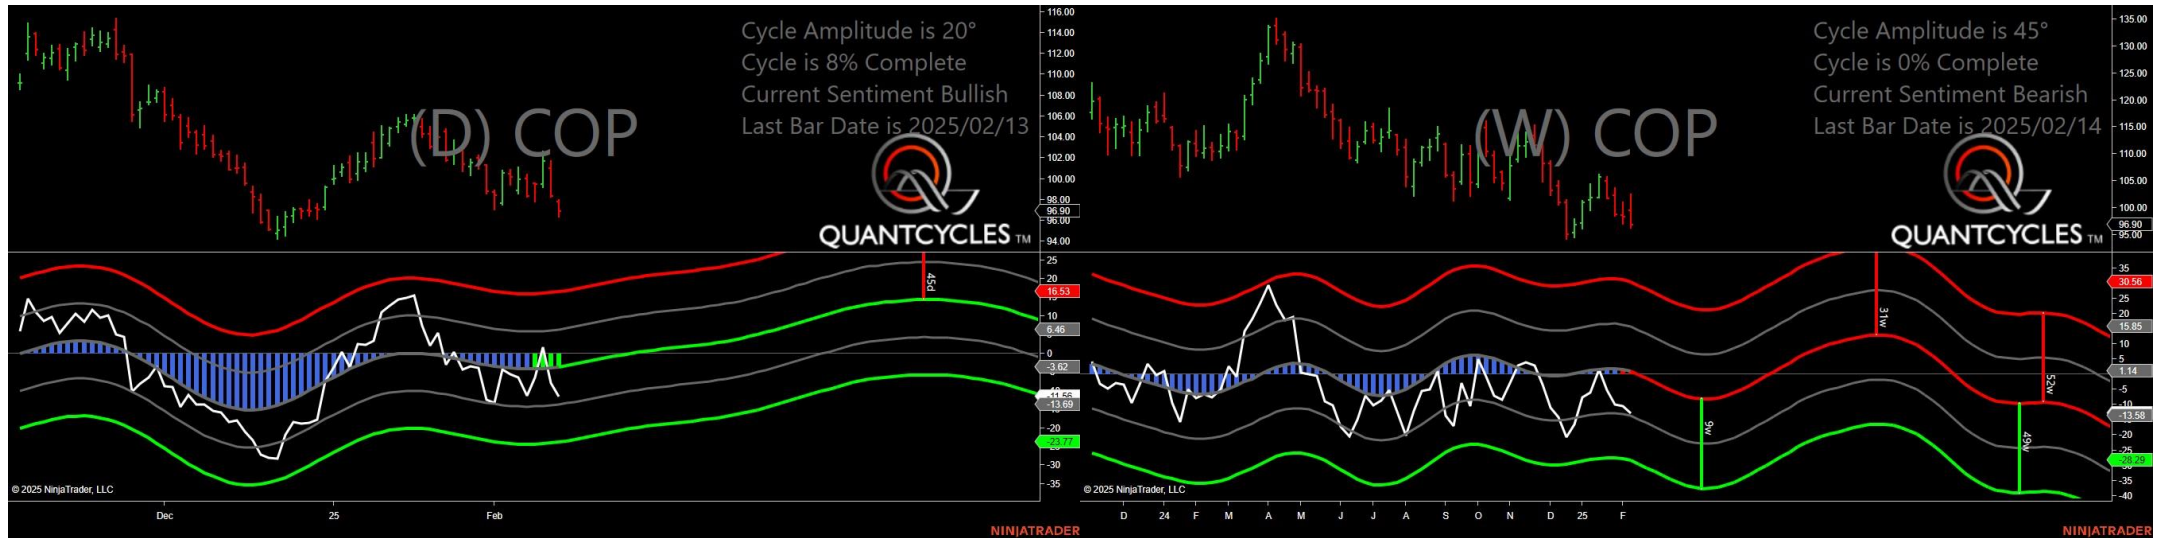 Cycle Amplitude is 20°
Cycle is 8% Complete
Current Sentiment Bullish
Last Bar Date is 2025/02/13
(D) COP
QUANTCYCLES TM
116.00
114.00
112.00
110.00
108.00
106.00
104.00
102.00
100.00
98.00
96.90
96.00
94.00
45d
25
20
16.53
10
6.46
0
-3.62
-11.56
-13.69
-20
-23.77
-30
-35
© 2025 NinjaTrader, LLC
Dec
25
Feb
NINJATRADER
Cycle Amplitude is 45°
Cycle is 0% Complete
Current Sentiment Bearish
Last Bar Date is 2025/02/14
(W) COP
QUANTCYCLES TM
135.00
130.00
125.00
120.00
115.00
110.00
105.00
100.00
96.90
95.00
31w
52w
9w
49w
35
30.56
25
20
15.85
10
5
1.14
-5
-10
-13.58
-20
-25
-28.29
-35
-40
© 2025 NinjaTrader, LLC
D
24
F
M
A
M
J
J
A
S
O
N
D
25
F
NINJATRADER